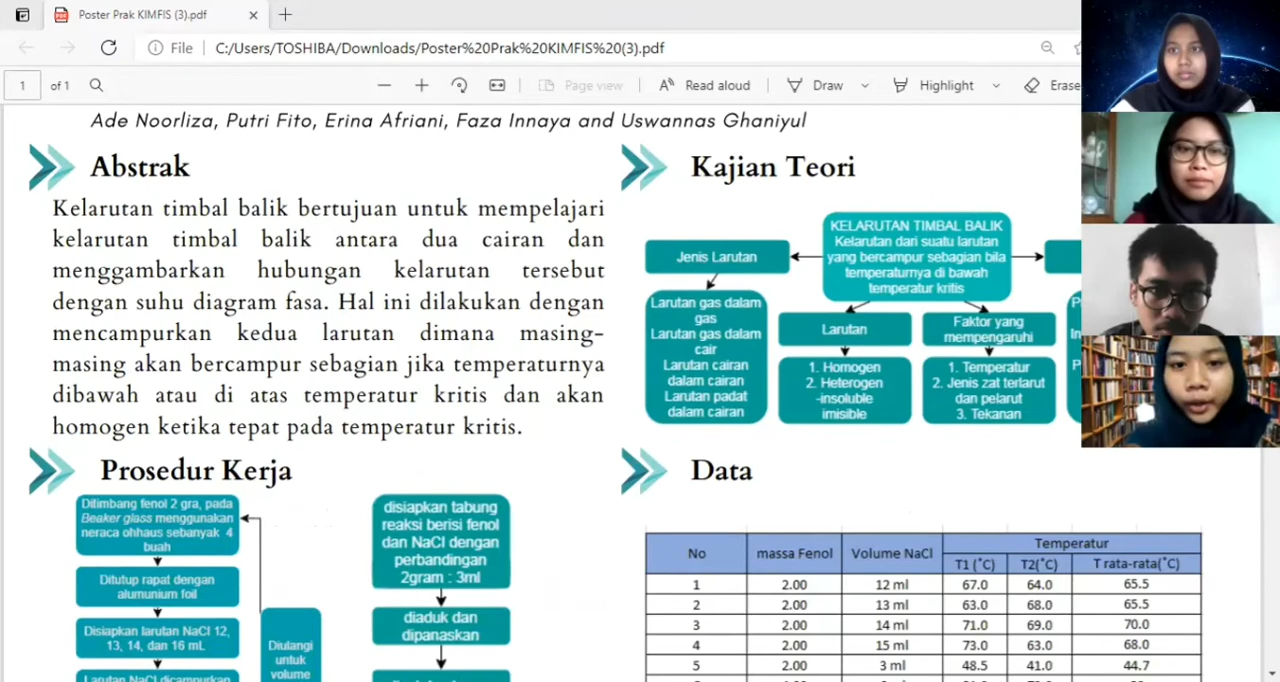 Poster Prak KIMFIS (3).pdf
File
C:/Users/TOSHIBA/Downloads/Poster%20Prak%20KIMFIS%20(3).pdf
1
of 1
Page view
Read aloud
Draw
Highlight
Erase
Ade Noorliza, Putri Fito, Erina Afriani, Faza Innaya and Uswannas Ghaniyul
Abstrak
Kelarutan timbal balik bertujuan untuk mempelajari
kelarutan timbal balik antara dua cairan dan
menggambarkan hubungan kelarutan tersebut
dengan suhu diagram fasa. Hal ini dilakukan dengan
mencampurkan kedua larutan dimana masing-
masing akan bercampur sebagian jika temperaturnya
dibawah atau di atas temperatur kritis dan akan
homogen ketika tepat pada temperatur kritis.
Kajian Teori
KELARUTAN TIMBAL BALIK
Kelarutan dari suatu larutan
yang bercampur sebagian bila
temperaturnya di bawah
temperatur kritis
Jenis Larutan
Larutan gas dalam
gas
Larutan gas dalam
cair
Larutan cairan
dalam cairan
Larutan padat
dalam cairan
Larutan
1. Homogen
2. Heterogen
-insoluble
imisible
Faktor yang
mempengaruhi
1. Temperatur
2. Jenis zat terlarut
dan pelarut
3. Tekanan
Prosedur Kerja
Ditimbang fenol 2 gra, pada
Beaker glass menggunakan
neraca ohhaus sebanyak 4
buah
Ditutup rapat dengan
alumunium foil
Disiapkan larutan NaCl 12,
13, 14, dan 16 mL
Larutan NaCl dicampurkan
Diulangi
untuk
volume
disiapkan tabung
reaksi berisi fenol
dan NaCl dengan
perbandingan
2gram : 3ml
diaduk dan
dipanaskan
Data
No massa Fenol Volume NaCl Temperatur
T1 (˚C) T2(˚C) T rata-rata(˚C)
1 2.00 12 ml 67.0 64.0 65.5
2 2.00 13 ml 63.0 68.0 65.5
3 2.00 14 ml 71.0 69.0 70.0
4 2.00 15 ml 73.0 63.0 68.0
5 2.00 3 ml 48.5 41.0 44.7